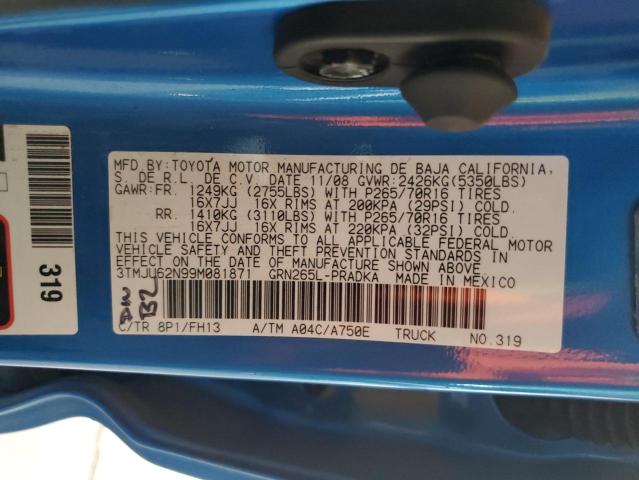 MFD.BY:TOYOTA MOTOR MANUFACTURING DE BAJA CALIFORNIA,
S. DE R.L. DE C.V. DATE 11/08 GVWR:2426KG(5350LBS)
GAWR:FR. 1249KG (2755LBS) WITH P265/70R16 TIRES
16X7JJ 16X RIMS AT 200KPA (29PSI) COLD.
RR. 1410KG (3110LBS) WITH P265/70R16 TIRES
16X7JJ 16X RIMS AT 220KPA (32PSI) COLD.
THIS VEHICLE CONFORMS TO ALL APPLICABLE FEDERAL MOTOR
VEHICLE SAFETY AND THEFT PREVENTION STANDARDS IN
EFFECT ON THE DATE OF MANUFACTURE SHOWN ABOVE.
3TMJU62N99M081871 GRN265L-PRADKA MADE IN MEXICO
C/TR 8P1/FH13 A/TM A04C/A750E TRUCK NO.319
319